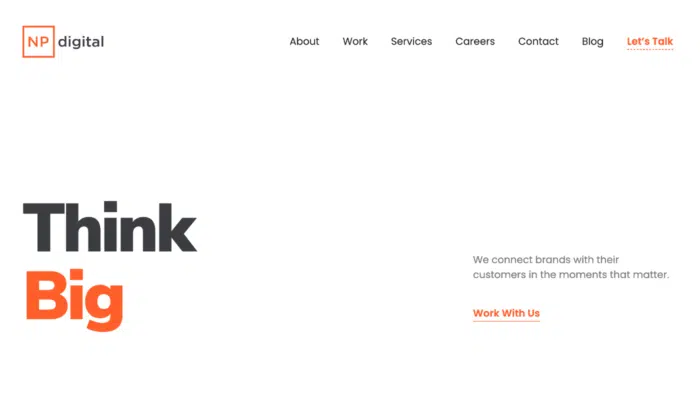 NP digital
About Work Services Careers Contact Blog Let's Talk
Think
Big
We connect brands with their
customers in the moments that matter.
Work With Us